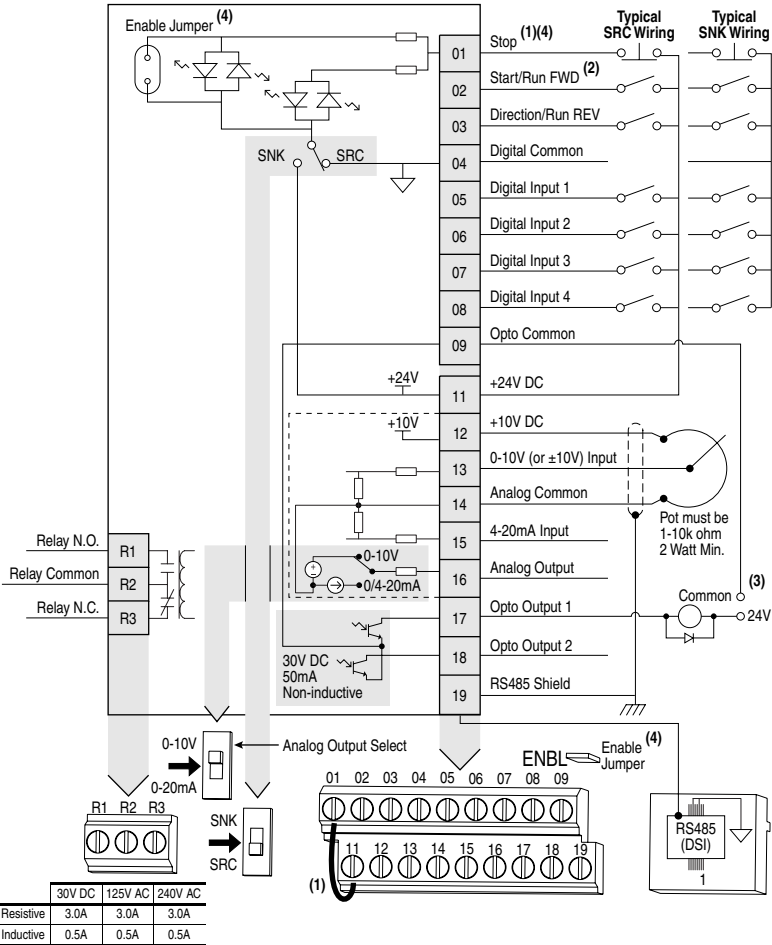 Enable Jumper (4)
Typical
SRC Wiring
Typical
SNK Wiring
01
Stop (1)(4)
02
Start/Run FWD (2)
03
Direction/Run REV
SNK
SRC
04
Digital Common
05
Digital Input 1
06
Digital Input 2
07
Digital Input 3
08
Digital Input 4
09
Opto Common
+24V
11
+24V DC
+10V
12
+10V DC
13
0-10V (or ±10V) Input
14
Analog Common
Pot must be
1-10k ohm
2 Watt Min.
15
4-20mA Input
Relay N.O.
R1
Relay Common
R2
Relay N.C.
R3
0-10V
0/4-20mA
+
16
Analog Output
Common
(3)
24V
17
Opto Output 1
30V DC
50mA
Non-inductive
18
Opto Output 2
19
RS485 Shield
0-10V
0-20mA
Analog Output Select
ENBL
Enable
Jumper
(4)
01 02 03 04 05 06 07 08 09
R1 R2 R3
SNK
SRC
11 12 13 14 15 16 17 18 19
(1)
RS485
(DSI)
1
30V DC 125V AC 240V AC
Resistive 3.0A 3.0A 3.0A
Inductive 0.5A 0.5A 0.5A